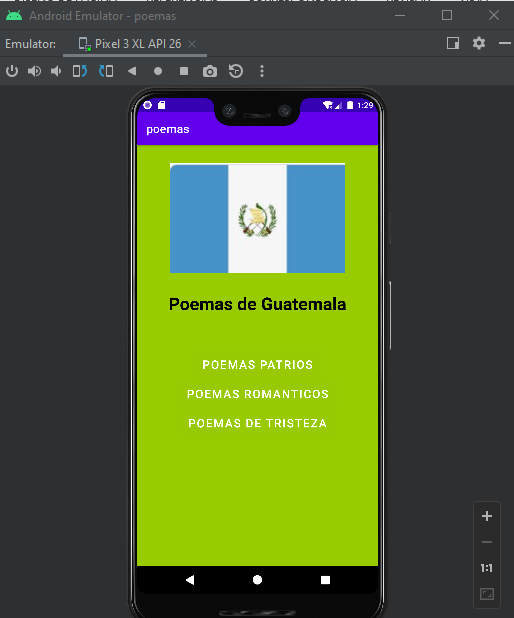 Android Emulator - poemas
Emulator:
Pixel 3 XL API 26
1:29
poemas
Poemas de Guatemala
POEMAS PATRIOS
POEMAS ROMANTICOS
POEMAS DE TRISTEZA
1:1